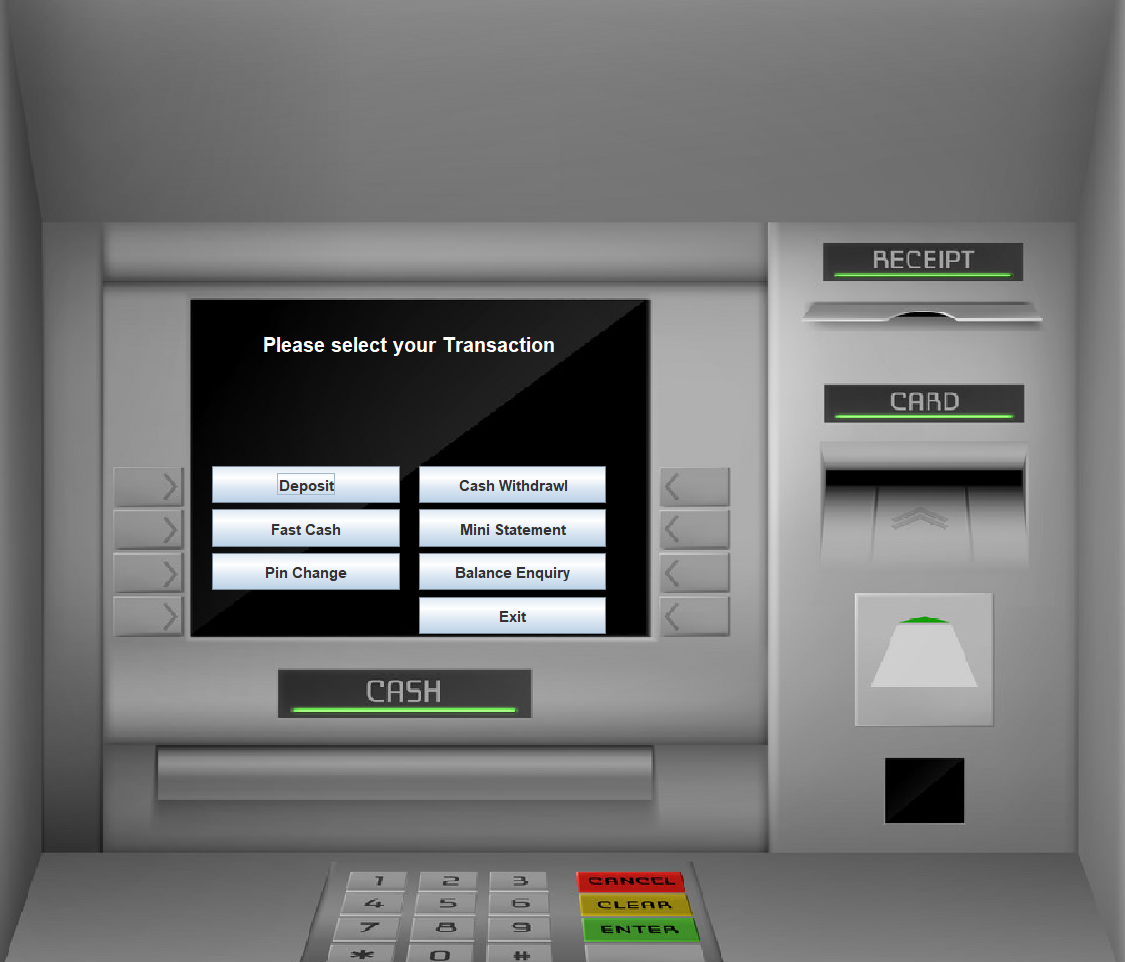 RECEIPT
Please select your Transaction
CARD
Deposit
Cash Withdrawl
Fast Cash
Mini Statement
Pin Change
Balance Enquiry
Exit
CASH
1 2 3 CANCEL
4 5 6 CLEAR
7 8 9 ENTER
* 0 #